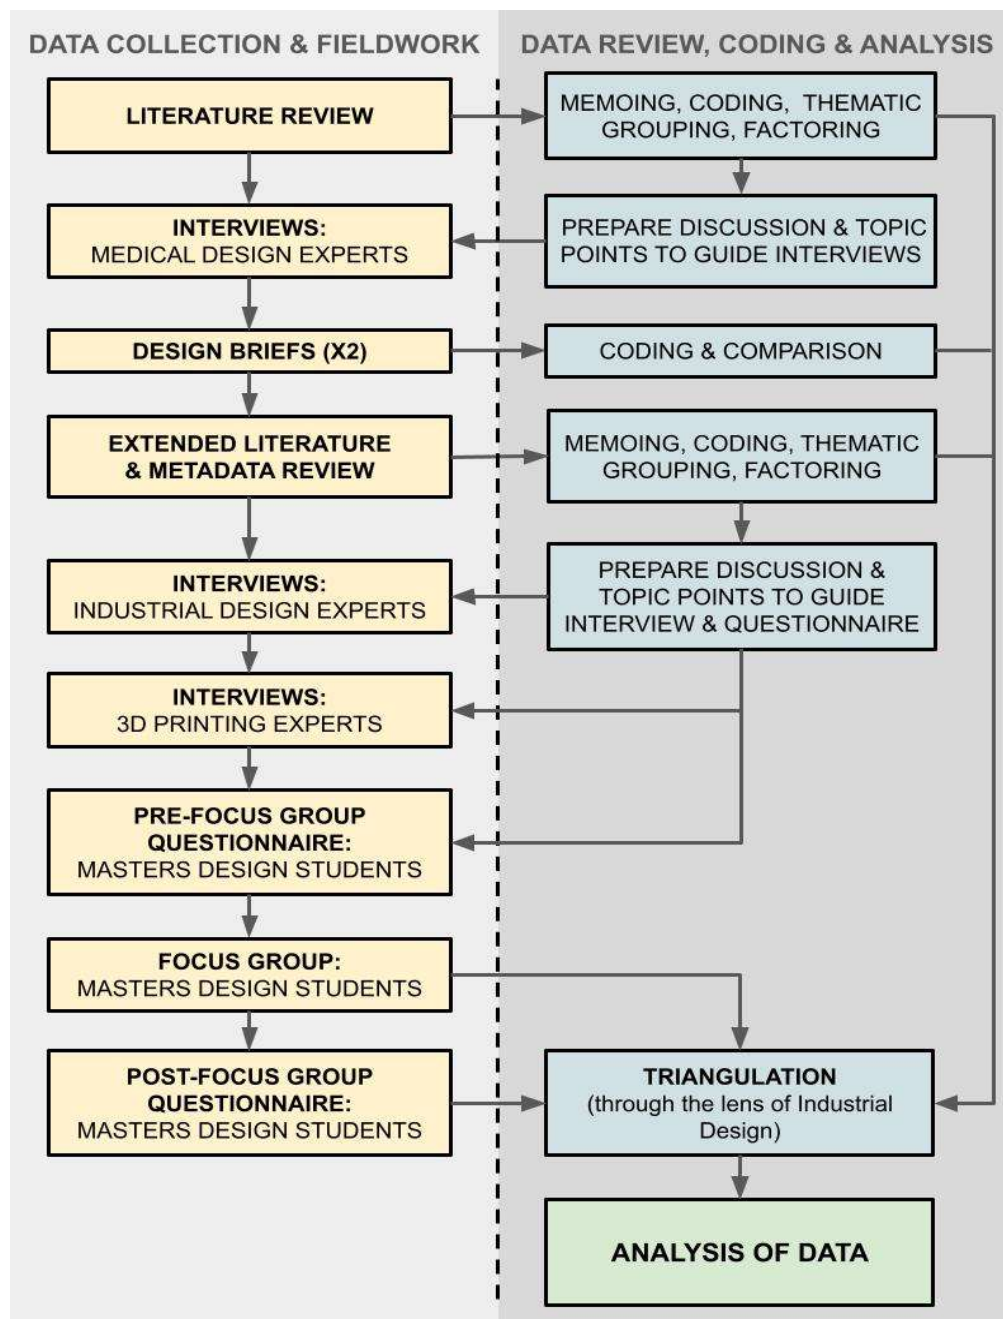 DATA COLLECTION & FIELDWORK
DATA REVIEW, CODING & ANALYSIS
LITERATURE REVIEW
MEMOING, CODING, THEMATIC
GROUPING, FACTORING
INTERVIEWS:
MEDICAL DESIGN EXPERTS
PREPARE DISCUSSION & TOPIC
POINTS TO GUIDE INTERVIEWS
DESIGN BRIEFS (X2)
CODING & COMPARISON
EXTENDED LITERATURE
& METADATA REVIEW
MEMOING, CODING, THEMATIC
GROUPING, FACTORING
INTERVIEWS:
INDUSTRIAL DESIGN EXPERTS
PREPARE DISCUSSION &
TOPIC POINTS TO GUIDE
INTERVIEW & QUESTIONNAIRE
INTERVIEWS:
3D PRINTING EXPERTS
PRE-FOCUS GROUP
QUESTIONNAIRE:
MASTERS DESIGN STUDENTS
FOCUS GROUP:
MASTERS DESIGN STUDENTS
POST-FOCUS GROUP
QUESTIONNAIRE:
MASTERS DESIGN STUDENTS
TRIANGULATION
(through the lens of Industrial
Design)
ANALYSIS OF DATA